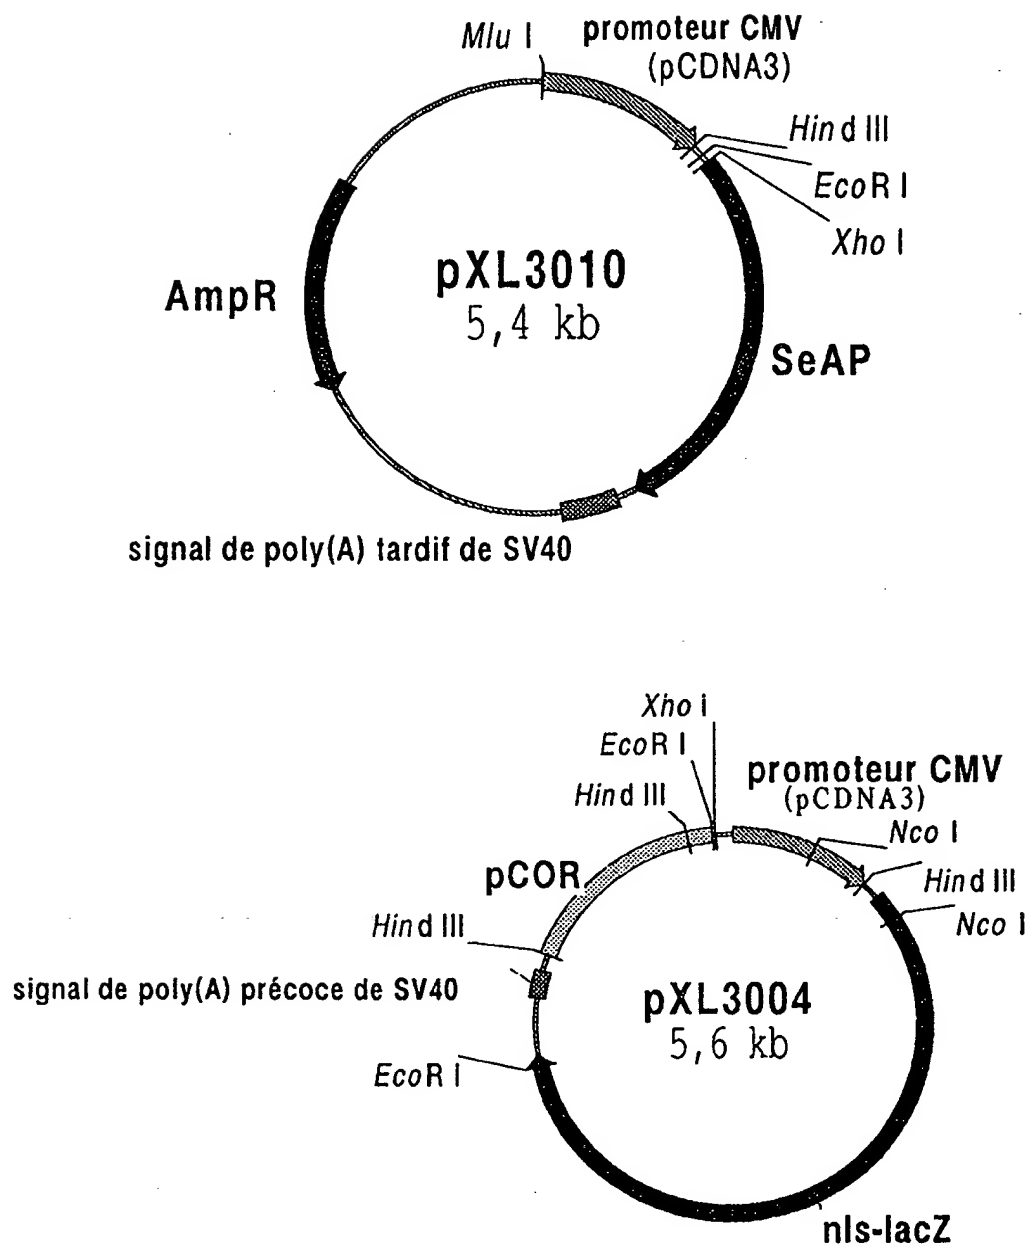 Mlu I
promoteur CMV
(pCDNA3)
Hind III
EcoR I
Xho I
pXL3010
5,4 kb
AmpR
SeAP
signal de poly(A) tardif de SV40
Xho I
EcoR I
promoteur CMV
(pCDNA3)
Hind III
Nco I
pCOR
Hind III
Nco I
Hind III
signal de poly(A) précoce de SV40
pXL3004
5,6 kb
EcoR I
nls-lacZ